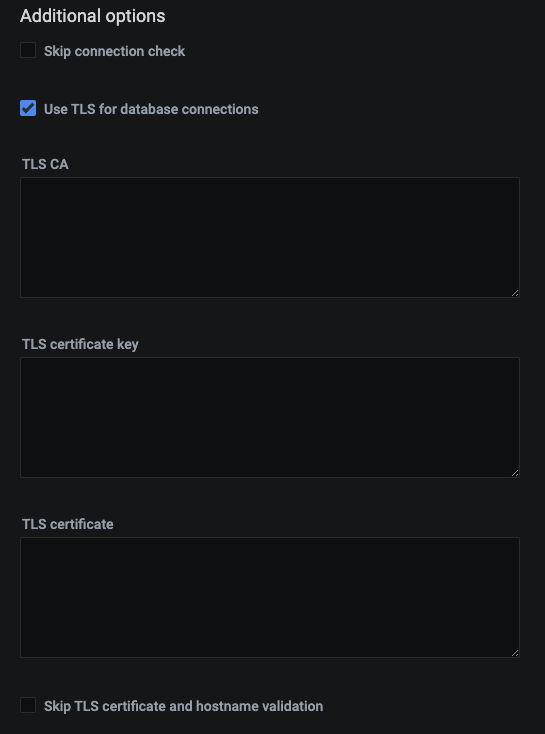 Additional options
Skip connection check
Use TLS for database connections
TLS CA
TLS certificate key
TLS certificate
Skip TLS certificate and hostname validation